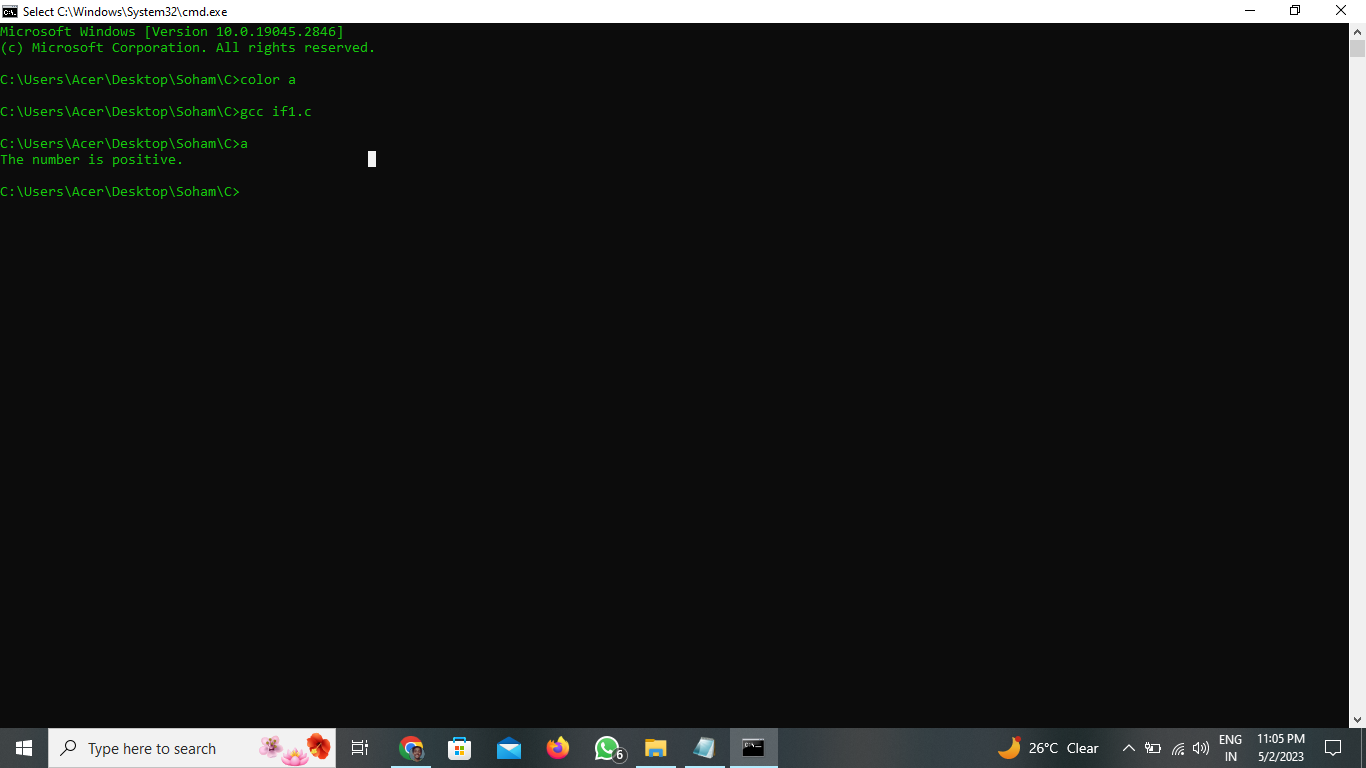 Select C:\Windows\System32\cmd.exe
Microsoft Windows [Version 10.0.19045.2846]
(c) Microsoft Corporation. All rights reserved.
C:\Users\Acer\Desktop\Soham\C>color a
C:\Users\Acer\Desktop\Soham\C>gcc if1.c
C:\Users\Acer\Desktop\Soham\C>a
The number is positive.
C:\Users\Acer\Desktop\Soham\C>
Type here to search
6
26°C Clear
ENG
IN
11:05 PM
5/2/2023